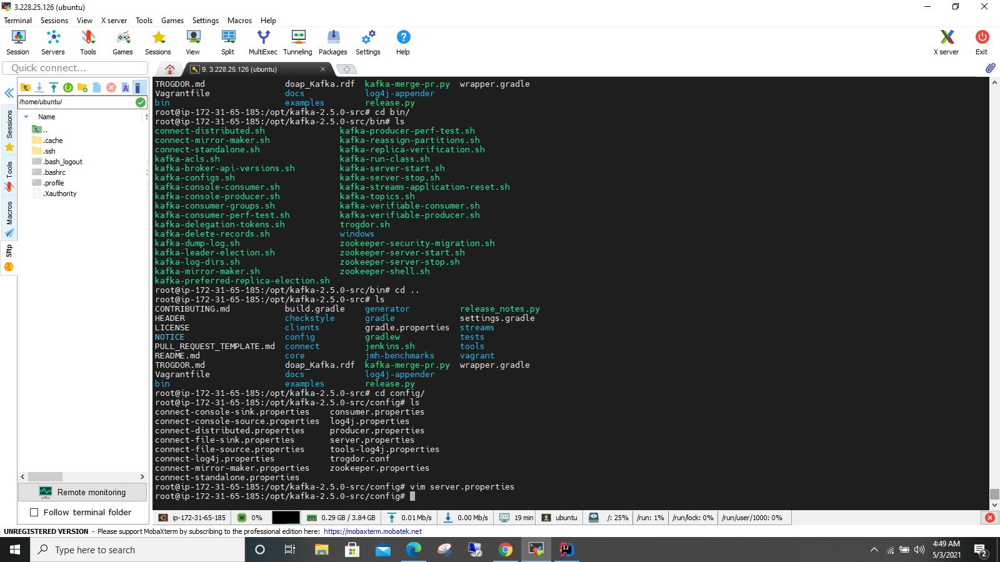 3.228.25.126 (ubuntu)
Terminal Sessions View X server Tools Games Settings Macros Help
Session Servers Tools Games Sessions View Split MultiExec Tunneling Packages Settings Help X server Exit
Quick connect...
9. 3.228.25.126 (ubuntu)
/home/ubuntu/
Name
..
.cache
.ssh
.bash_logout
.bashrc
.profile
.Xauthority
Sessions
Tools
Macros
Sftp
Remote monitoring
Follow terminal folder
TROGDOR.md doap_Kafka.rdf kafka-merge-pr.py wrapper.gradle
Vagrantfile docs log4j-appender
bin examples release.py
root@ip-172-31-65-185:/opt/kafka-2.5.0-src# cd bin/
root@ip-172-31-65-185:/opt/kafka-2.5.0-src/bin# ls
connect-distributed.sh kafka-producer-perf-test.sh
connect-mirror-maker.sh kafka-reassign-partitions.sh
connect-standalone.sh kafka-replica-verification.sh
kafka-acls.sh kafka-run-class.sh
kafka-broker-api-versions.sh kafka-server-start.sh
kafka-configs.sh kafka-server-stop.sh
kafka-console-consumer.sh kafka-streams-application-reset.sh
kafka-console-producer.sh kafka-topics.sh
kafka-consumer-groups.sh kafka-verifiable-consumer.sh
kafka-consumer-perf-test.sh kafka-verifiable-producer.sh
kafka-delegation-tokens.sh trogdor.sh
kafka-delete-records.sh windows
kafka-dump-log.sh zookeeper-security-migration.sh
kafka-leader-election.sh zookeeper-server-start.sh
kafka-log-dirs.sh zookeeper-server-stop.sh
kafka-mirror-maker.sh zookeeper-shell.sh
kafka-preferred-replica-election.sh
root@ip-172-31-65-185:/opt/kafka-2.5.0-src/bin# cd ..
root@ip-172-31-65-185:/opt/kafka-2.5.0-src# ls
CONTRIBUTING.md build.gradle generator release_notes.py
HEADER checkstyle gradle settings.gradle
LICENSE clients gradle.properties streams
NOTICE config gradlew tests
PULL_REQUEST_TEMPLATE.md connect jenkins.sh tools
README.md core jmh-benchmarks vagrant
TROGDOR.md doap_Kafka.rdf kafka-merge-pr.py wrapper.gradle
Vagrantfile docs log4j-appender
bin examples release.py
root@ip-172-31-65-185:/opt/kafka-2.5.0-src# cd config/
root@ip-172-31-65-185:/opt/kafka-2.5.0-src/config# ls
connect-console-sink.properties consumer.properties
connect-console-source.properties log4j.properties
connect-distributed.properties producer.properties
connect-file-sink.properties server.properties
connect-file-source.properties tools-log4j.properties
connect-log4j.properties trogdor.conf
connect-mirror-maker.properties zookeeper.properties
connect-standalone.properties
root@ip-172-31-65-185:/opt/kafka-2.5.0-src/config# vim server.properties
root@ip-172-31-65-185:/opt/kafka-2.5.0-src/config#
ip-172-31-65-185 0% 0.29 GB / 3.84 GB 0.01 Mb/s 0.00 Mb/s 19 min ubuntu /: 25% /run: 1% /run/lock: 0% /run/user/1000: 0%
UNREGISTERED VERSION - Please support MobaXterm by subscribing to the professional edition here: https://mobaxterm.mobatek.net
Type here to search
4:49 AM
5/3/2021
2